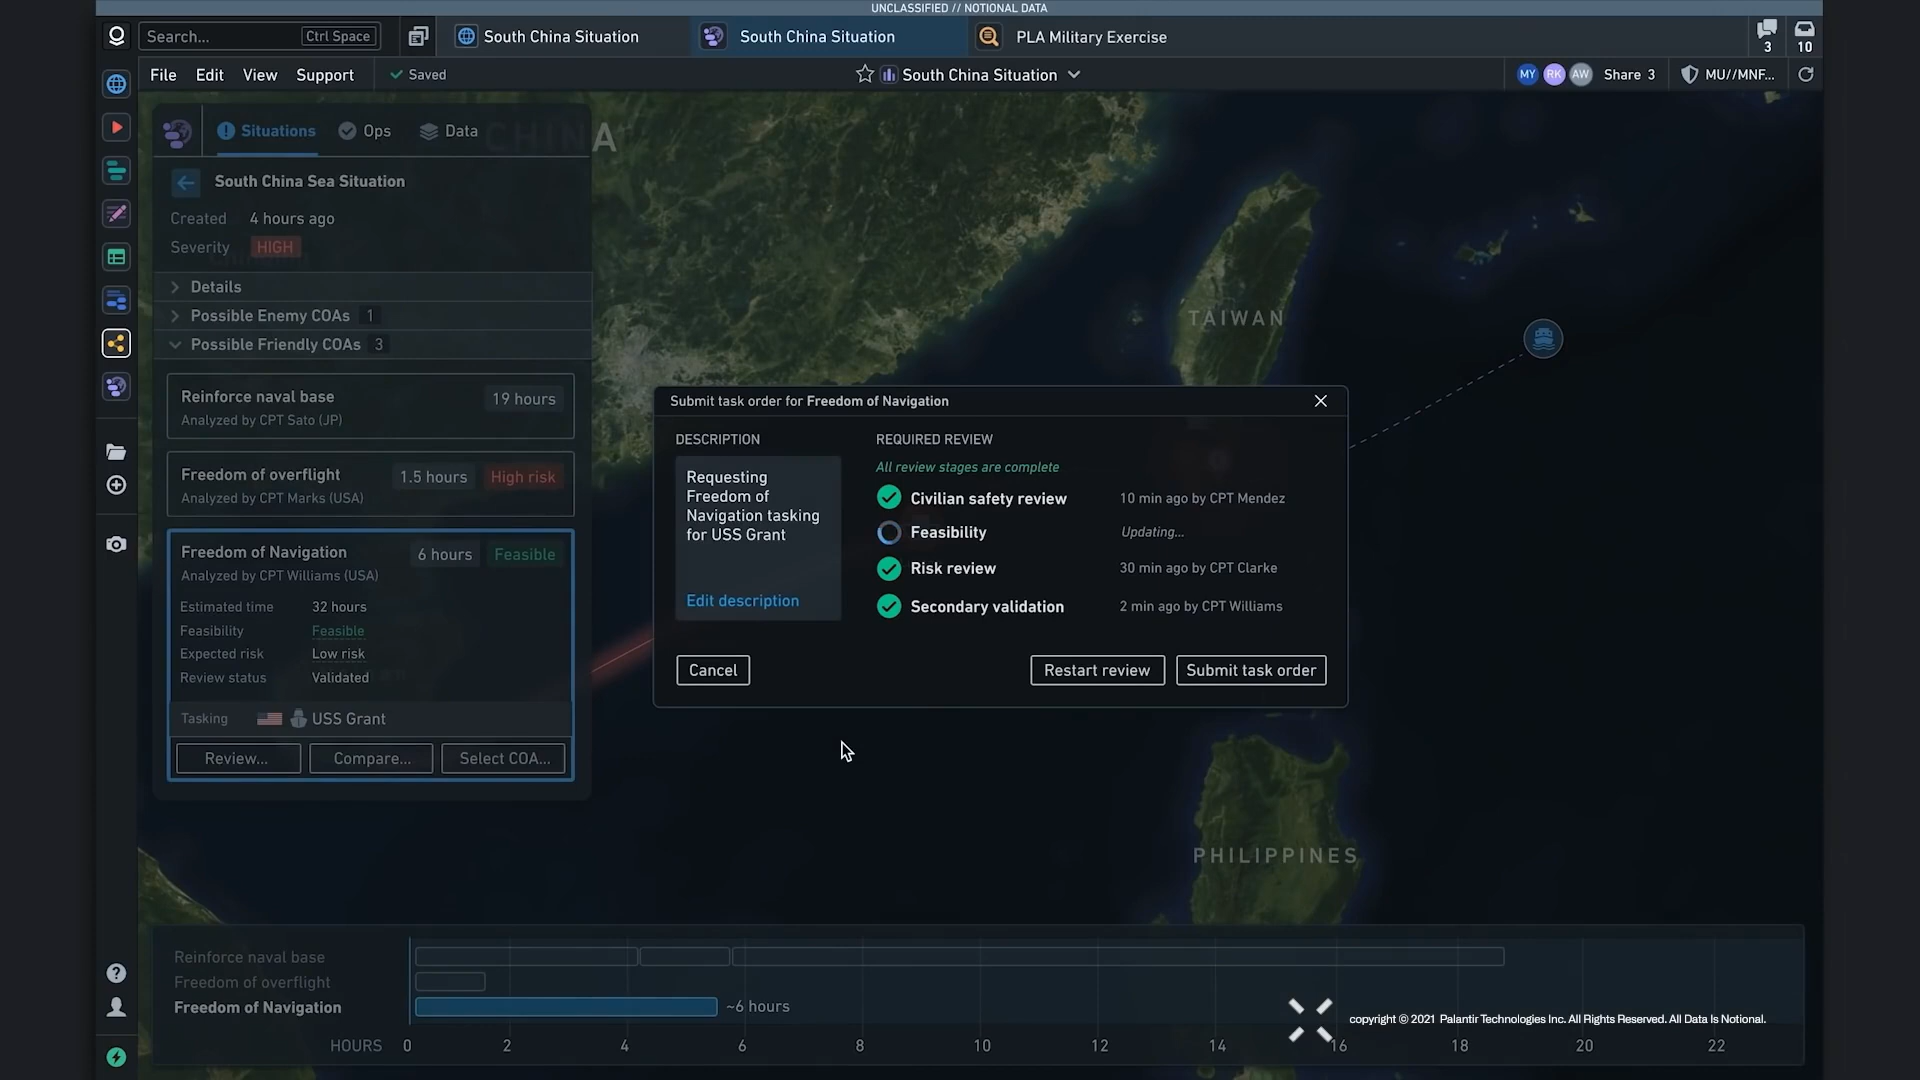 UNCLASSIFIED // NOTIONAL DATA
Search...
Ctrl Space
South China Situation
South China Situation
PLA Military Exercise
3
10
File
Edit
View
Support
Saved
South China Situation
MY
RK
AW
Share 3
MU//MNF...
CHINA
Situations
Ops
Data
South China Sea Situation
Created 4 hours ago
Severity HIGH
Details
Possible Enemy COAs 1
Possible Friendly COAs 3
Reinforce naval base 19 hours
Analyzed by CPT Sato (JP)
Freedom of overflight 1.5 hours High risk
Analyzed by CPT Marks (USA)
Freedom of Navigation 6 hours Feasible
Analyzed by CPT Williams (USA)
Estimated time 32 hours
Feasibility Feasible
Expected risk Low risk
Review status Validated
Tasking USS Grant
Review...
Compare...
Select COA...
TAIWAN
Submit task order for Freedom of Navigation
DESCRIPTION
Requesting
Freedom of
Navigation tasking
for USS Grant
Edit description
REQUIRED REVIEW
All review stages are complete
Civilian safety review 10 min ago by CPT Mendez
Feasibility Updating...
Risk review 30 min ago by CPT Clarke
Secondary validation 2 min ago by CPT Williams
Cancel
Restart review
Submit task order
PHILIPPINES
Reinforce naval base
Freedom of overflight
Freedom of Navigation ~6 hours
HOURS 0 2 4 6 8 10 12 14 16 18 20 22
copyright © 2021 Palantir Technologies Inc. All Rights Reserved. All Data Is Notional.